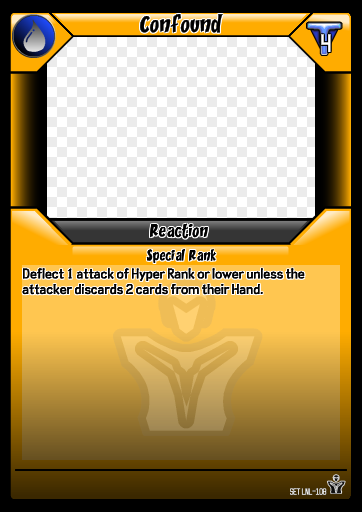 Confound
4
Reaction
Special Rank
Deflect 1 attack of Hyper Rank or lower unless the
attacker discards 2 cards from their Hand.
SET LNL-108